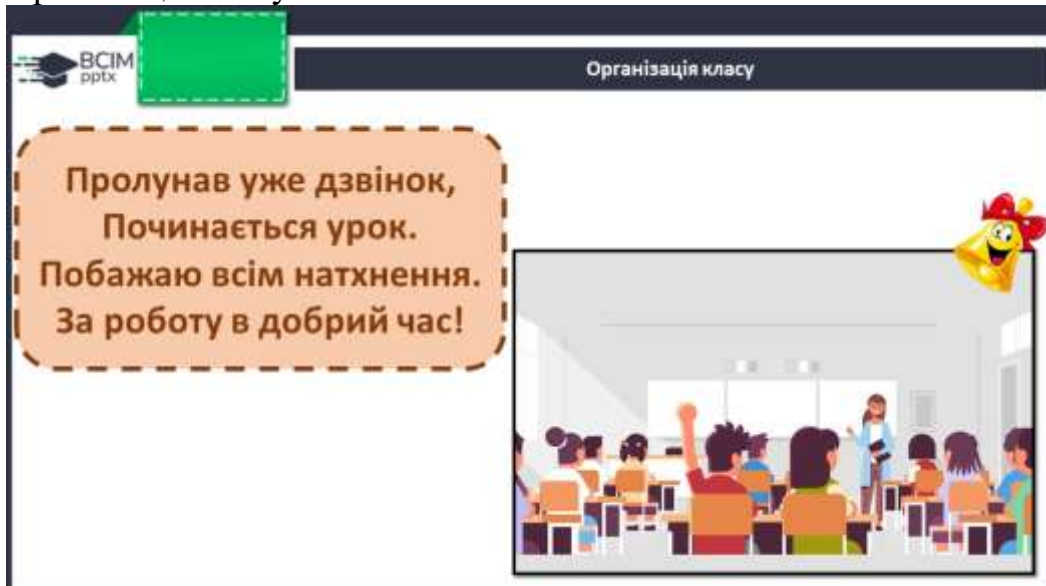 ВСІМ
pptx
Організація класу
Пролунав уже дзвінок,
Починається урок.
Побажаю всім натхнення.
За роботу в добрий час!